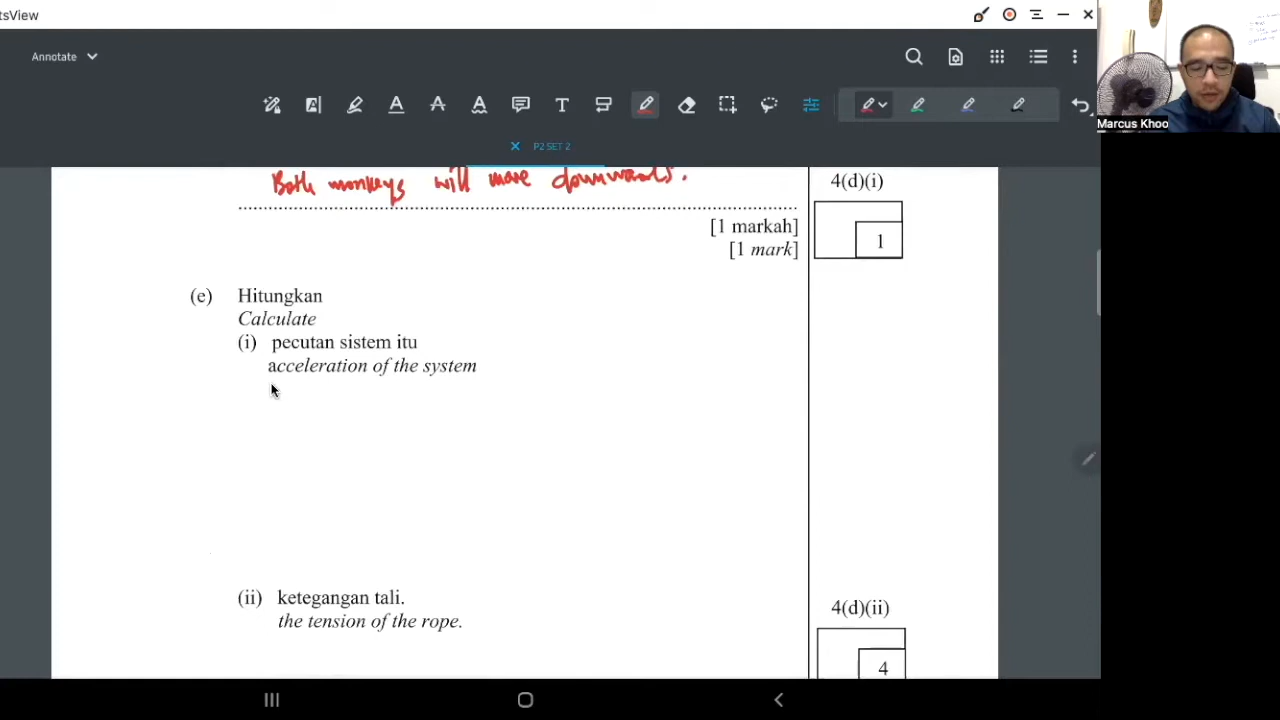 tsView
Annotate
P2 SET 2
Marcus Khoo
Both monkeys will move downwards.
4(d)(i)
[1 markah]
[1 mark]
1
(e) Hitungkan
Calculate
(i) pecutan sistem itu
acceleration of the system
(ii) ketegangan tali.
the tension of the rope.
4(d)(ii)
4